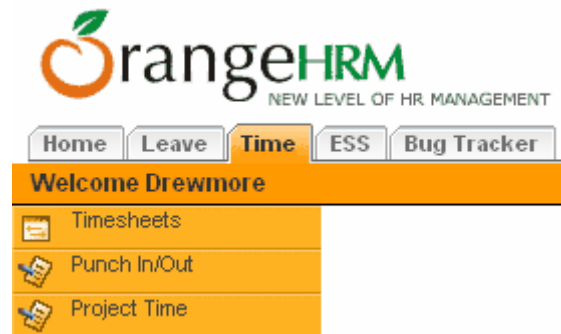 OrangeHRM
NEW LEVEL OF HR MANAGEMENT
Home Leave Time ESS Bug Tracker
Welcome Drewmore
Timesheets
Punch In/Out
Project Time